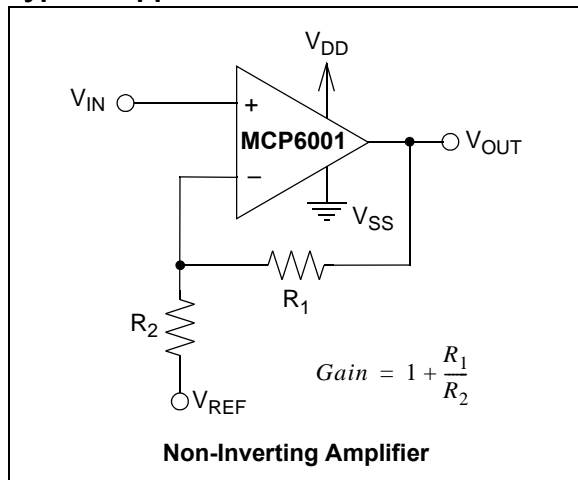 V_DD
V_IN
+
MCP6001
V_OUT
−
V_SS
R_1
R_2
Gain = 1 + R_1/R_2
V_REF
Non-Inverting Amplifier